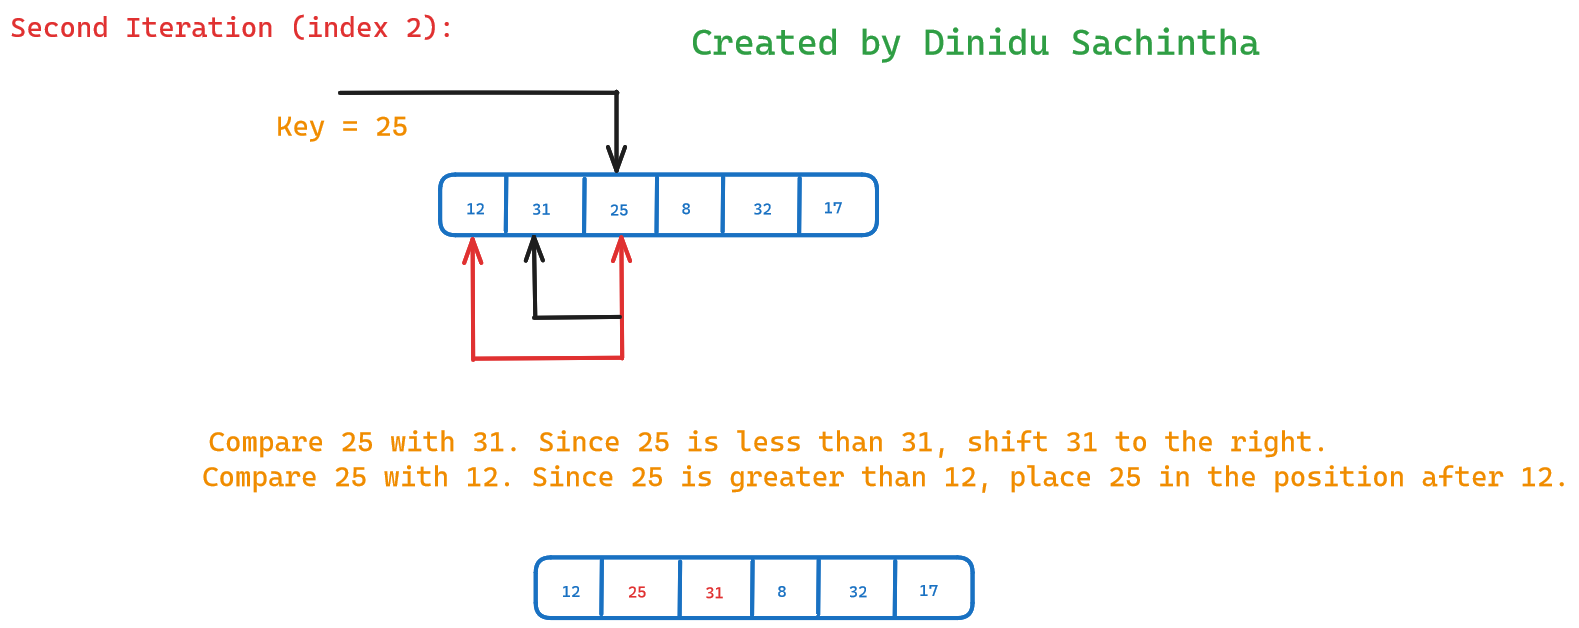 Second Iteration (index 2):
Created by Dinidu Sachintha
Key = 25
12 31 25 8 32 17
Compare 25 with 31. Since 25 is less than 31, shift 31 to the right.
Compare 25 with 12. Since 25 is greater than 12, place 25 in the position after 12.
12 25 31 8 32 17